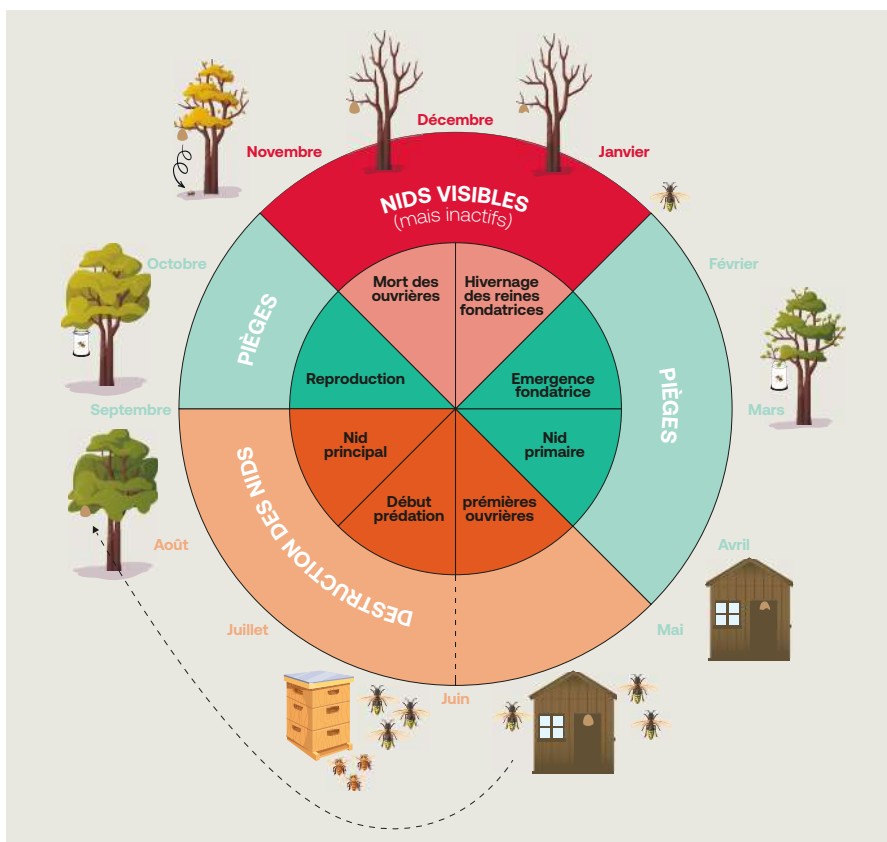 Décembre
Novembre
Janvier
NIDS VISIBLES
(mais inactifs)
Octobre
Février
Mort des
ouvrières
Hivernage
des reines
fondatrices
PIÈGES
PIÈGES
Reproduction
Emergence
fondatrice
Septembre
Mars
Nid
principal
Nid
primaire
Début
prédation
prémières
ouvrières
DESTRUCTION DES NIDS
Août
Avril
Juillet
Mai
Juin